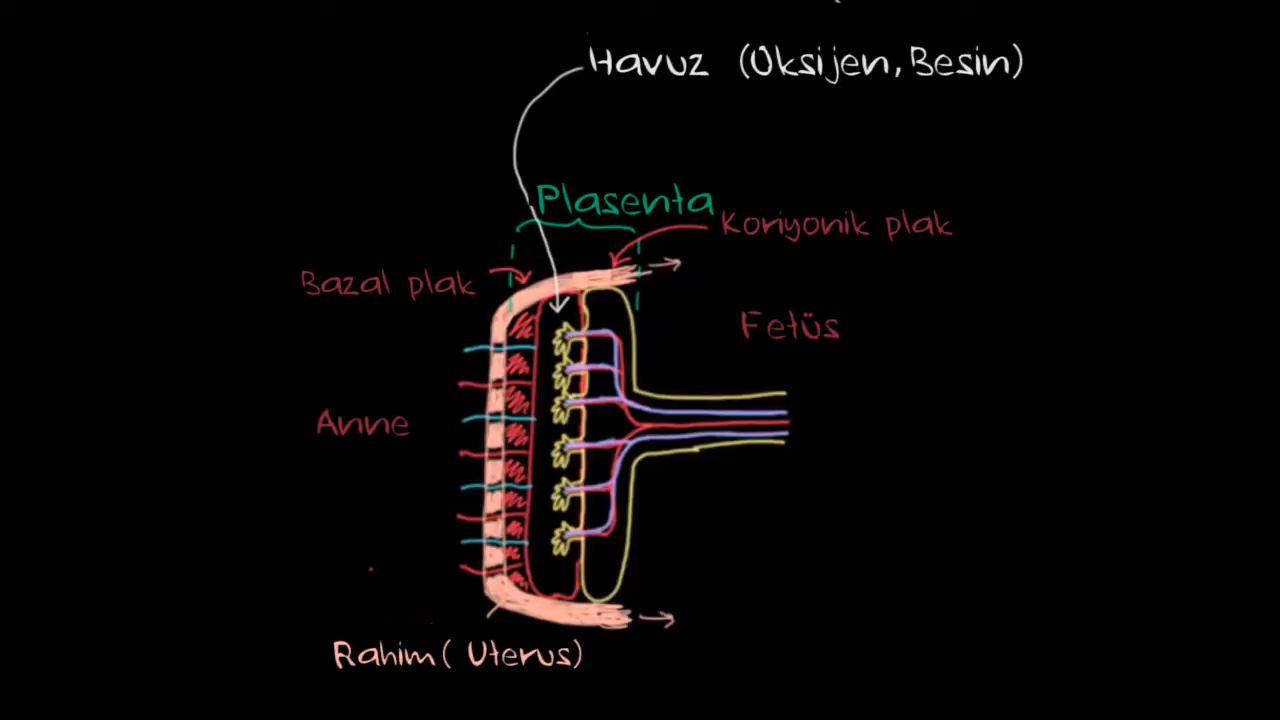 Havuz (Oksijen, Besin)
Plasenta
Koriyonik plak
Bazal plak
Fetüs
Anne
Rahim ( Uterus)